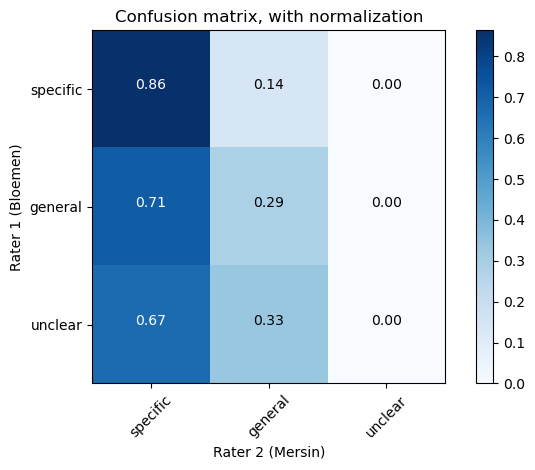 Confusion matrix, with normalization
Rater 1 (Bloemen)
specific 0.86 0.14 0.00
general 0.71 0.29 0.00
unclear 0.67 0.33 0.00
specific general unclear
Rater 2 (Mersin)
0.8
0.7
0.6
0.5
0.4
0.3
0.2
0.1
0.0